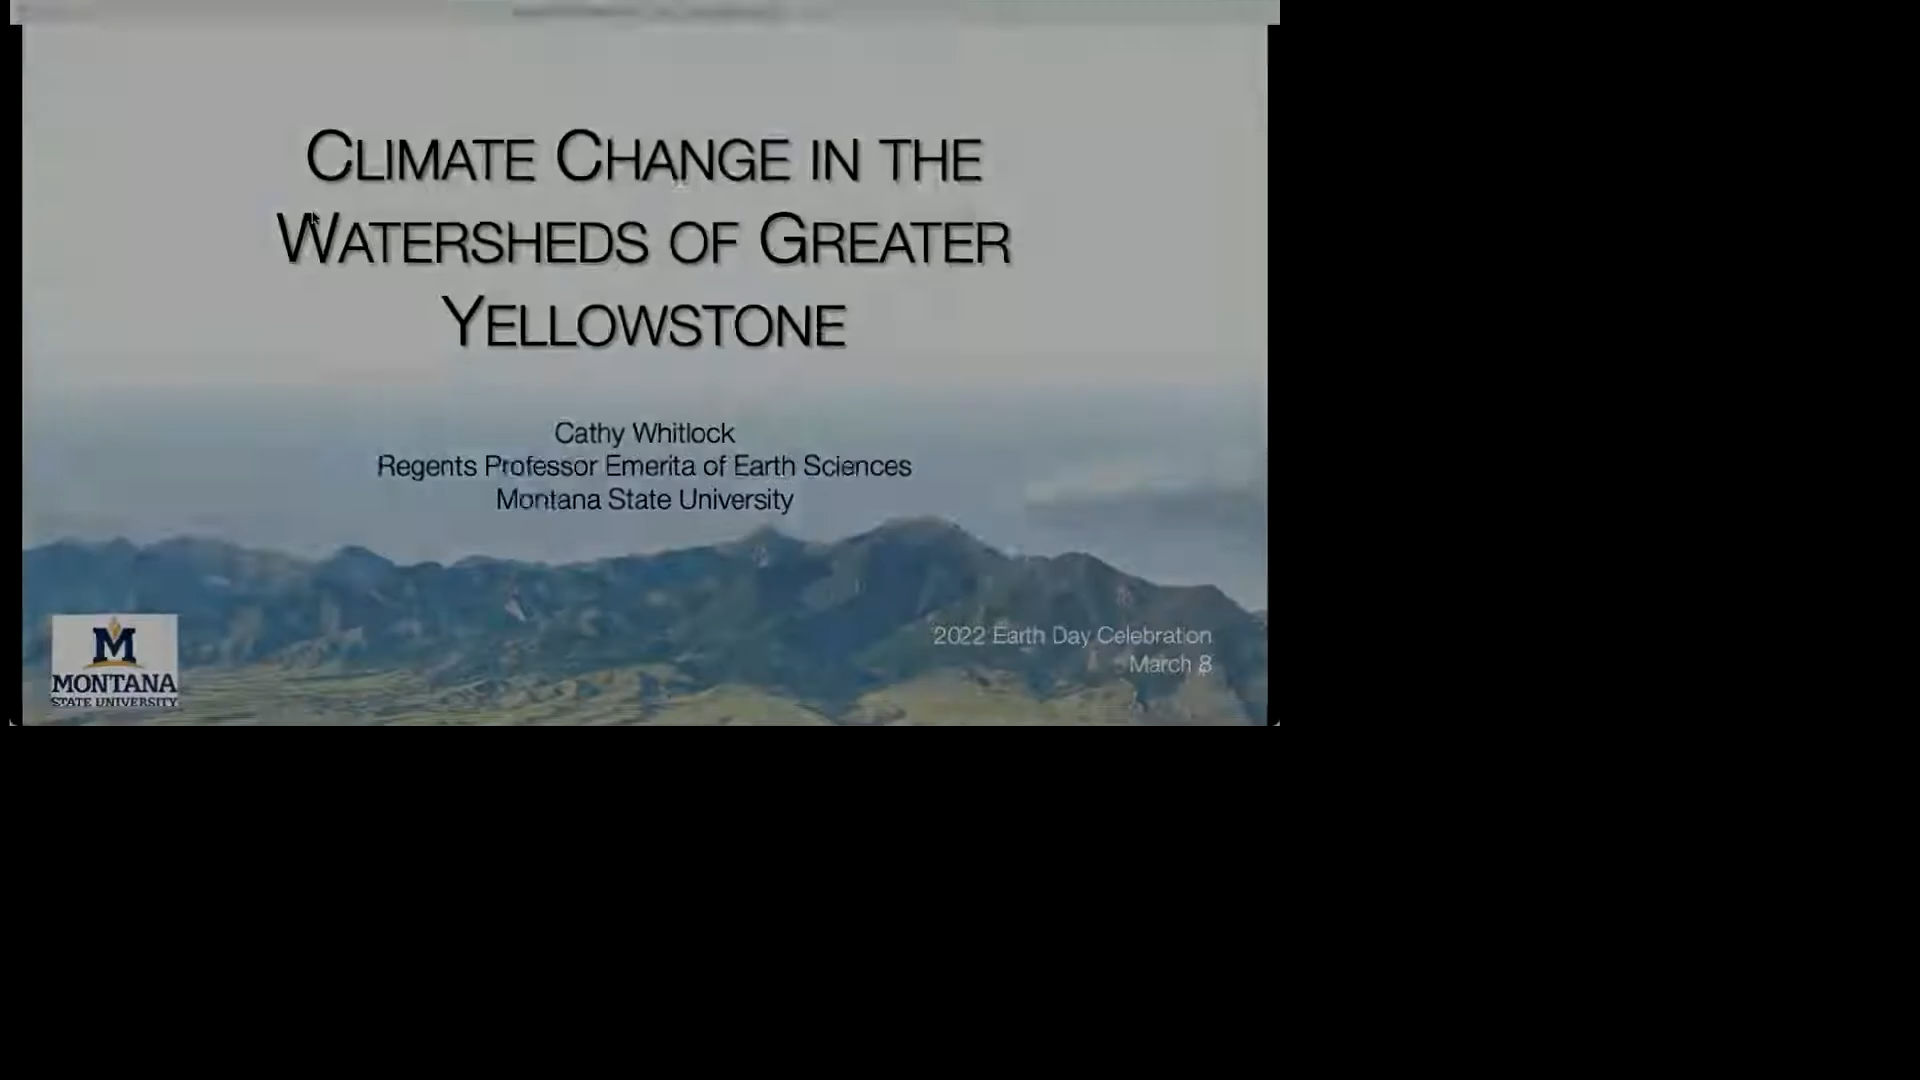 CLIMATE CHANGE IN THE
WATERSHEDS OF GREATER
YELLOWSTONE
Cathy Whitlock
Regents Professor Emerita of Earth Sciences
Montana State University
2022 Earth Day Celebration
March 8
M
MONTANA
STATE UNIVERSITY